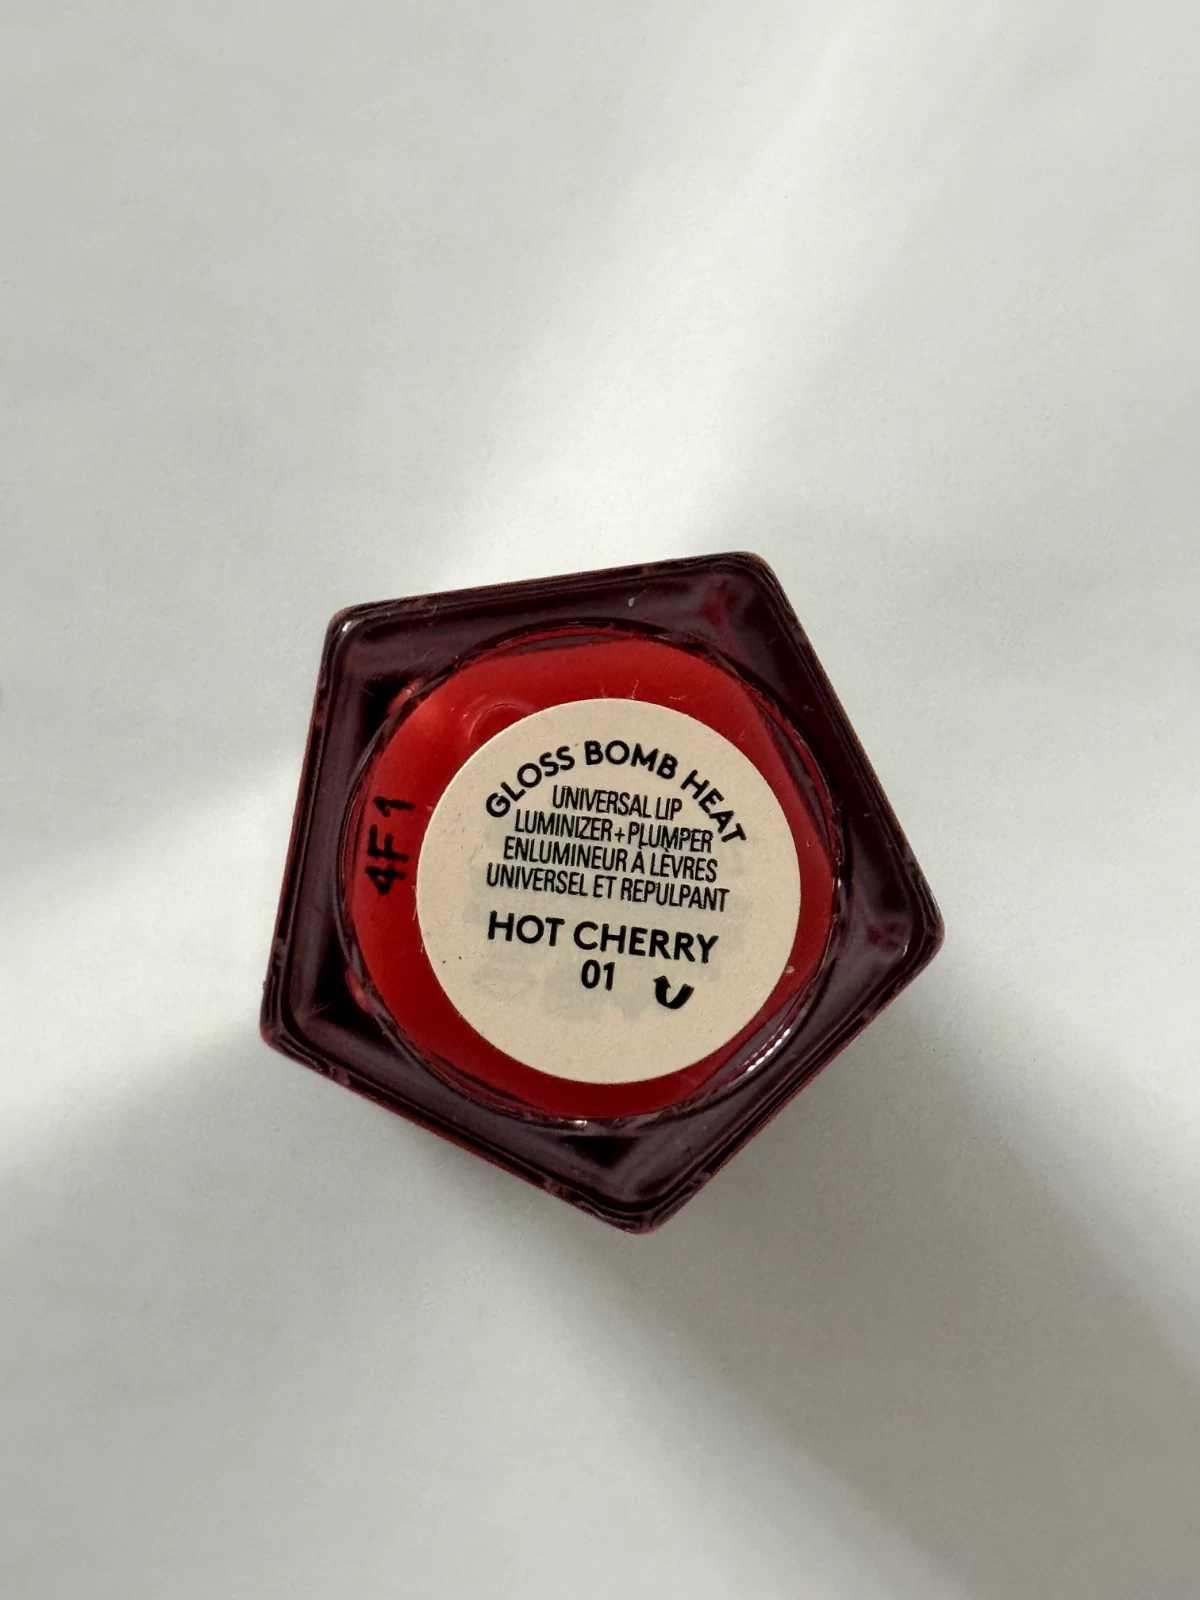 GLOSS BOMB HEAT
UNIVERSAL LIP
LUMINIZER+PLUMPER
ENLUMINEUR À LÈVRES
UNIVERSEL ET REPULPANT
HOT CHERRY
01
4F1